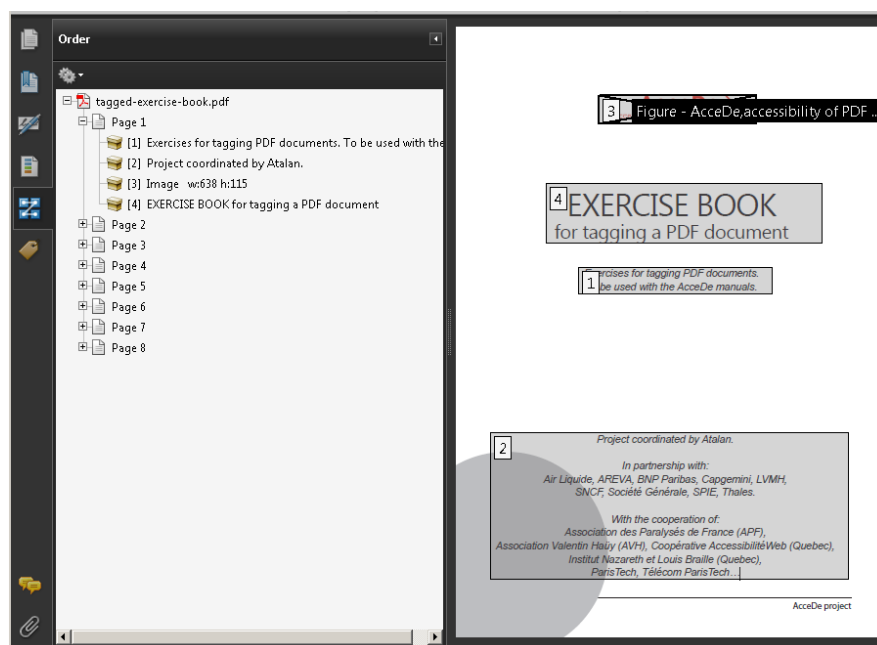 Order
tagged-exercise-book.pdf
Page 1
[1] Exercises for tagging PDF documents. To be used with the
[2] Project coordinated by Atalan.
[3] Image w:638 h:115
[4] EXERCISE BOOK for tagging a PDF document
Page 2
Page 3
Page 4
Page 5
Page 6
Page 7
Page 8
3 Figure - AcceDe,accessibility of PDF ...
4 EXERCISE BOOK
for tagging a PDF document
1
Exercises for tagging PDF documents.
be used with the AcceDe manuals.
2
Project coordinated by Atalan.
In partnership with:
Air Liquide, AREVA, BNP Paribas, Capgemini, LVMH,
SNCF, Société Générale, SPIE, Thales.
With the cooperation of:
Association des Paralysés de France (APF),
Association Valentin Haüy (AVH), Coopérative AccessibilitéWeb (Quebec),
Institut Nazareth et Louis Braille (Quebec),
ParisTech, Télécom ParisTech…
AcceDe project